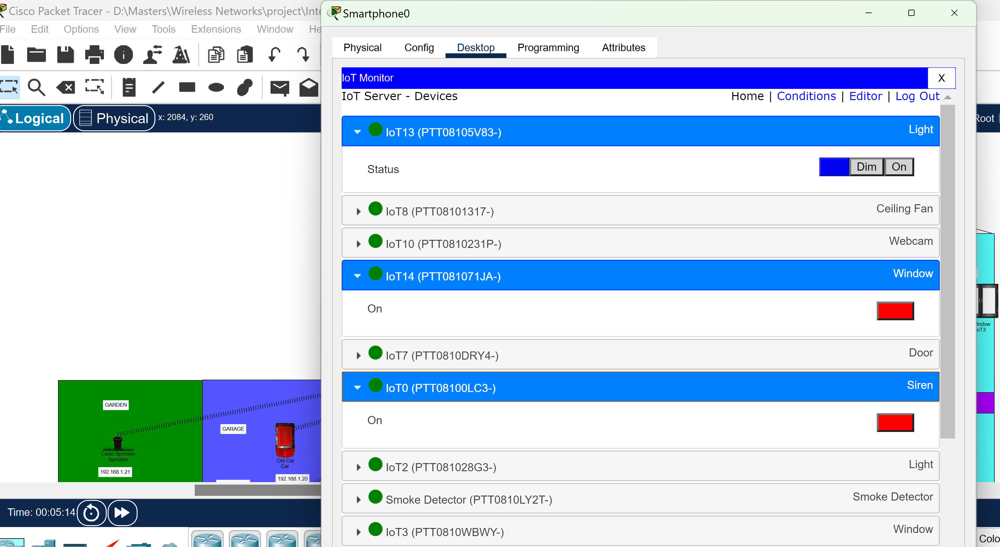 Cisco Packet Tracer - D:\Masters\Wireless Networks\project\Inte
File Edit Options View Tools Extensions Window He
Logical Physical x: 2084, y: 260
Root
GARDEN
Lawn Sprinkler
Sprinkler
192.168.1.21
GARAGE
Old Car
Car
192.168.1.20
Time: 00:05:14
Smartphone0
Physical Config Desktop Programming Attributes
IoT Monitor X
IoT Server - Devices Home | Conditions | Editor | Log Out
IoT13 (PTT08105V83-) Light
Status Off Dim On
IoT8 (PTT08101317-) Ceiling Fan
IoT10 (PTT0810231P-) Webcam
IoT14 (PTT081071JA-) Window
On
IoT7 (PTT0810DRY4-) Door
IoT0 (PTT08100LC3-) Siren
On
IoT2 (PTT081028G3-) Light
Smoke Detector (PTT0810LY2T-) Smoke Detector
IoT3 (PTT0810WBWY-) Window
indow
oT3
Colo